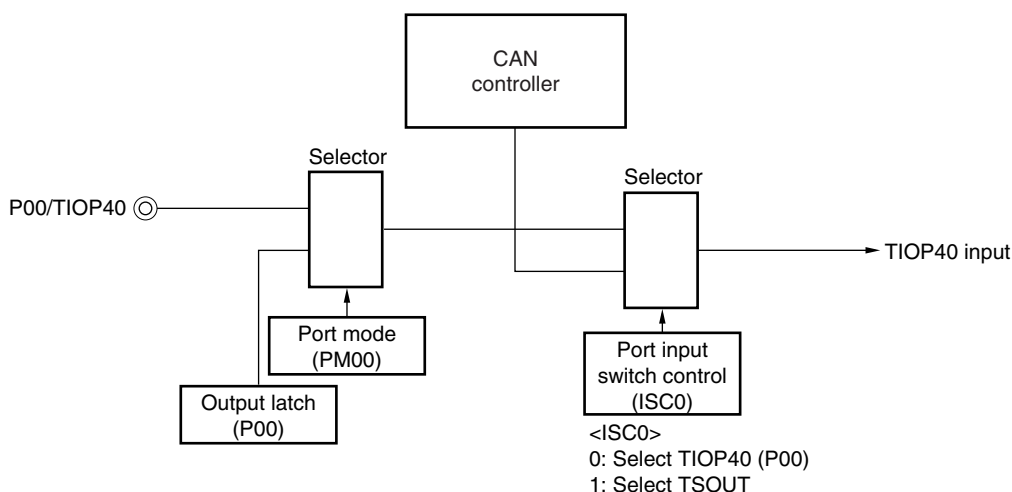 CAN
controller
Selector
Selector
P00/TIOP40
TIOP40 input
Port mode
(PM00)
Port input
switch control
(ISC0)
Output latch
(P00)
<ISC0>
0: Select TIOP40 (P00)
1: Select TSOUT